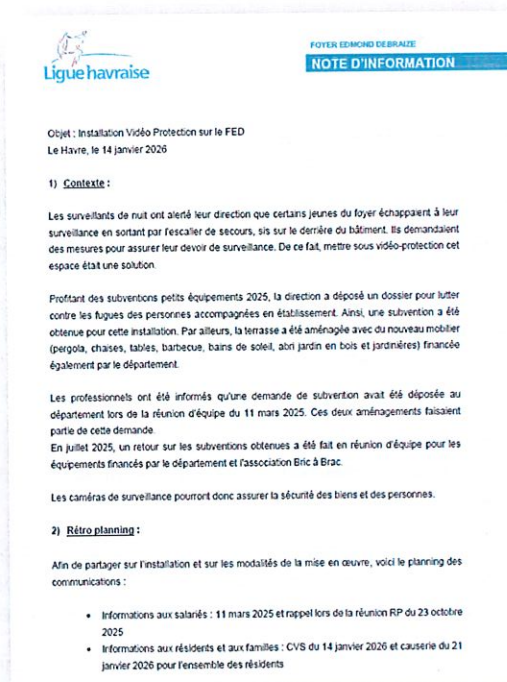 Ligue havraise
FOYER EDMOND DEBRAIZE
NOTE D'INFORMATION
Objet : Installation Vidéo Protection sur le FED
Le Havre, le 14 janvier 2026
1) Contexte :
Les surveillants de nuit ont alerté leur direction que certains jeunes du foyer échappaient à leur
surveillance en sortant par l'escalier de secours, sis sur le derrière du bâtiment. Ils demandaient
des mesures pour assurer leur devoir de surveillance. De ce fait, mettre sous vidéo-protection cet
espace était une solution.
Profitant des subventions petits équipements 2025, la direction a déposé un dossier pour lutter
contre les fugues des personnes accompagnées en établissement. Ainsi, une subvention a été
obtenue pour cette installation. Par ailleurs, la terrasse a été aménagée avec du nouveau mobilier
(pergola, chaises, tables, barbecue, bains de soleil, abri jardin en bois et jardinières) financée
également par le département.
Les professionnels ont été informés qu'une demande de subvention avait été déposée au
département lors de la réunion d'équipe du 11 mars 2025. Ces deux aménagements faisaient
partie de cette demande.
En juillet 2025, un retour sur les subventions obtenues a été fait en réunion d'équipe pour les
équipements financés par le département et l'association Bric à Brac.
Les caméras de surveillance pourront donc assurer la sécurité des biens et des personnes.
2) Rétro planning :
Afin de partager sur l'installation et sur les modalités de la mise en œuvre, voici le planning des
communications :
• Informations aux salariés : 11 mars 2025 et rappel lors de la réunion RP du 23 octobre
2025
• Informations aux résidents et aux familles : CVS du 14 janvier 2026 et causerie du 21
janvier 2026 pour l'ensemble des résidents